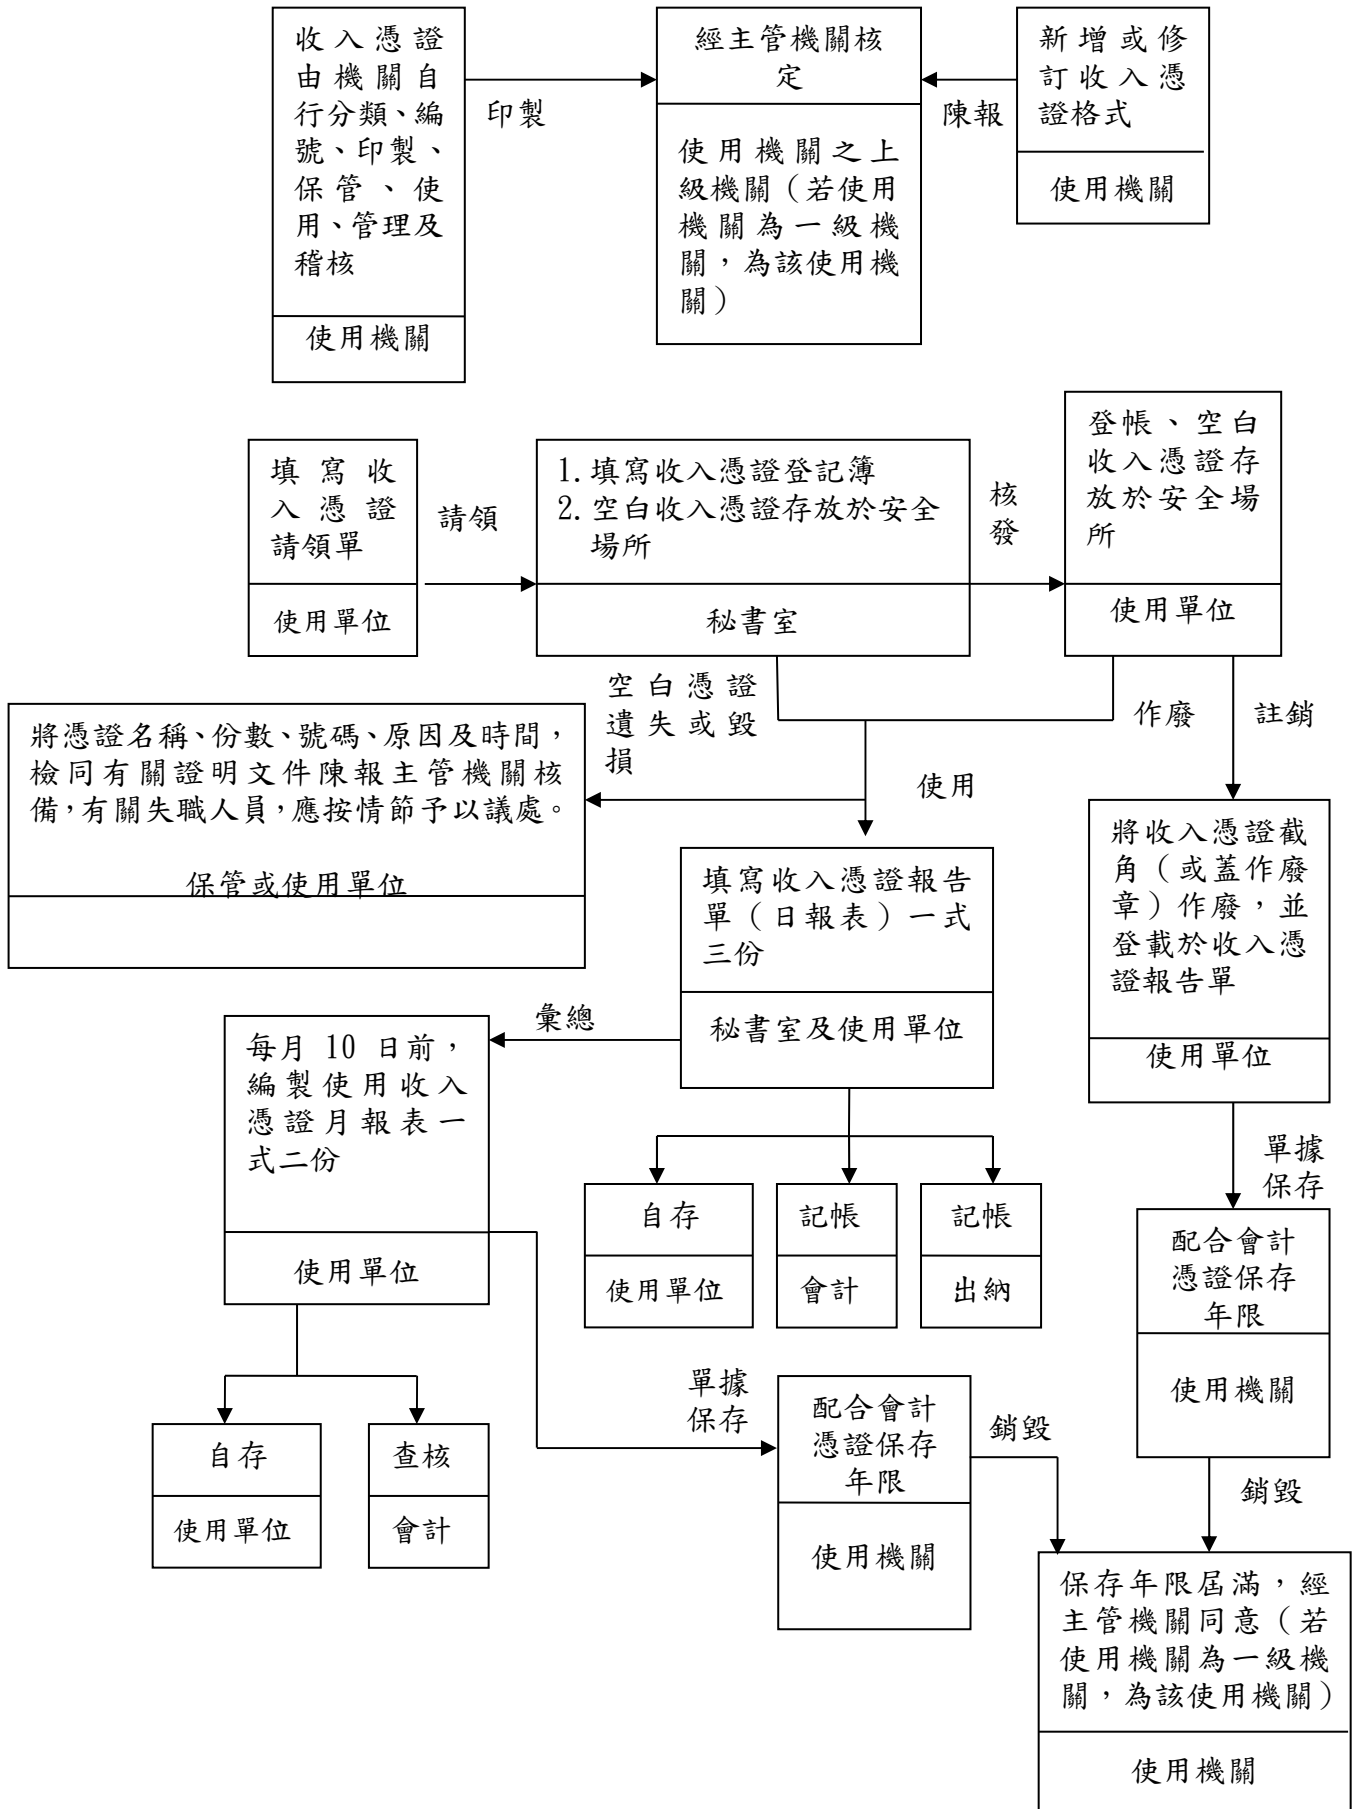 收入憑證
由機關自
行分類、編
號、印製、
保管、使
用、管理及
稽核
使用機關
印製
經主管機關核
定
使用機關之上
級機關（若使用
機關為一級機
關，為該使用機
關）
陳報
新增或修
訂收入憑
證格式
使用機關
填寫收
入憑證
請領單
使用單位
請領
1.填寫收入憑證登記簿
2.空白收入憑證存放於安全
場所
秘書室
核
發
登帳、空白
收入憑證存
放於安全場
所
使用單位
空白憑證
遺失或毀
損
使用
作廢
註銷
將憑證名稱、份數、號碼、原因及時間，
檢同有關證明文件陳報主管機關核
備，有關失職人員，應按情節予以議處。
保管或使用單位
填寫收入憑證報告
單（日報表）一式
三份
秘書室及使用單位
將收入憑證截
角（或蓋作廢
章）作廢，並
登載於收入憑
證報告單
使用單位
彙總
每月 10 日前，
編製使用收入
憑證月報表一
式二份
使用單位
自存
使用單位
記帳
會計
記帳
出納
單據
保存
配合會計
憑證保存
年限
使用機關
自存
使用單位
查核
會計
單據
保存
配合會計
憑證保存
年限
使用機關
銷毀
銷毀
保存年限屆滿，經
主管機關同意（若
使用機關為一級機
關，為該使用機關）
使用機關